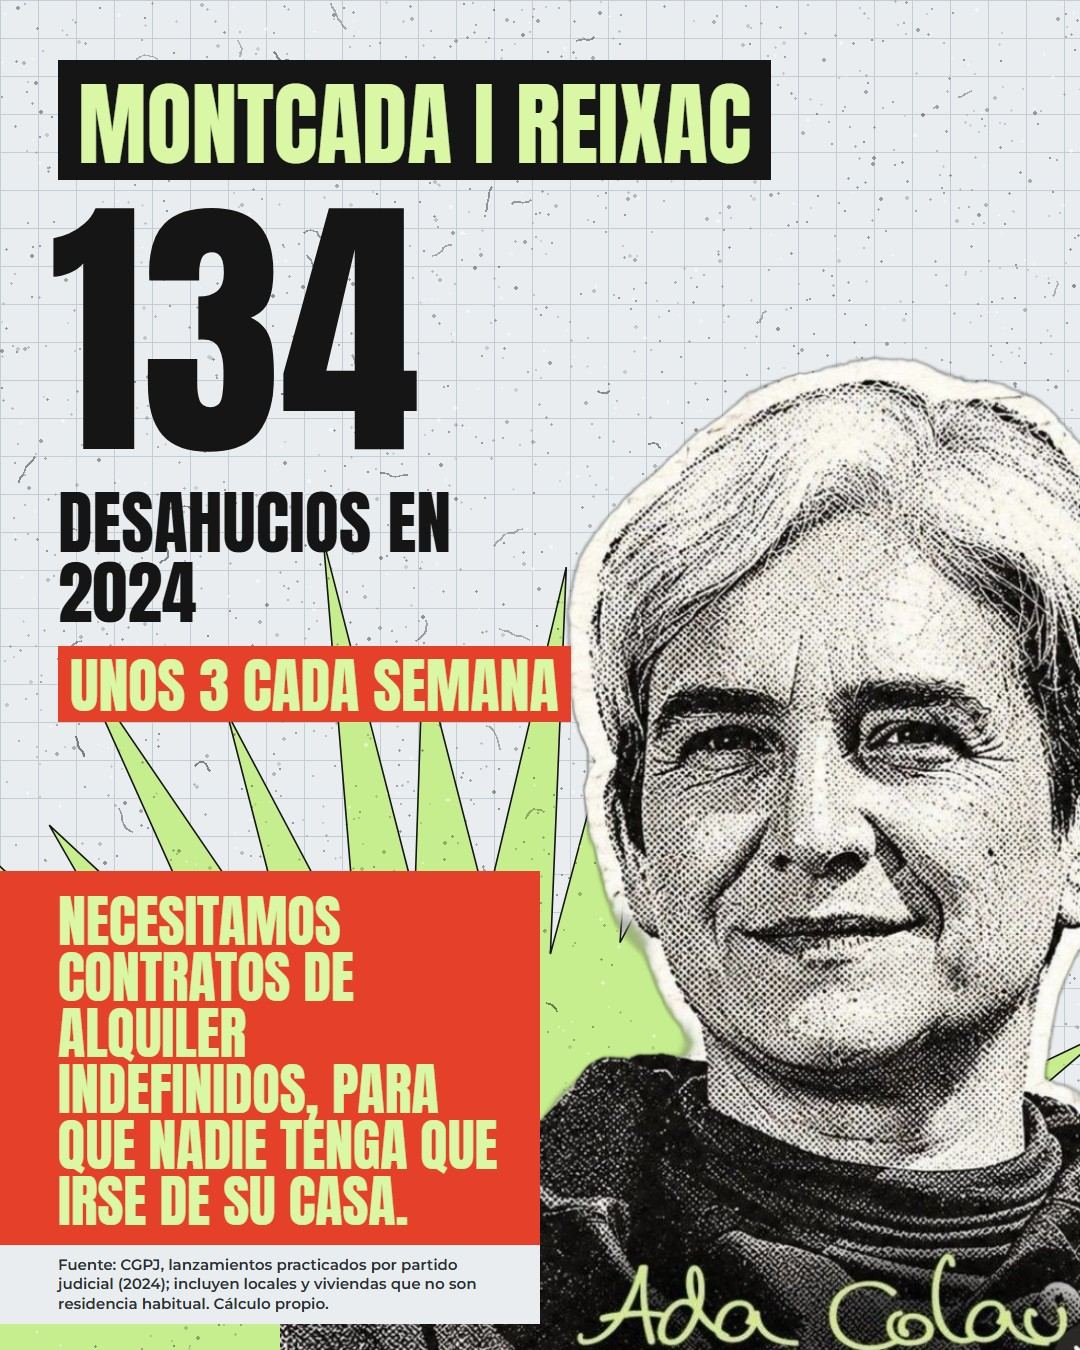 MONTCADA I REIXAC
134
DESAHUCIOS EN
2024
UNOS 3 CADA SEMANA
NECESITAMOS
CONTRATOS DE
ALQUILER
INDEFINIDOS, PARA
QUE NADIE TENGA QUE
IRSE DE SU CASA.
Fuente: CGPJ, lanzamientos practicados por partido
judicial (2024); incluyen locales y viviendas que no son
residencia habitual. Cálculo propio.
Ada Colau